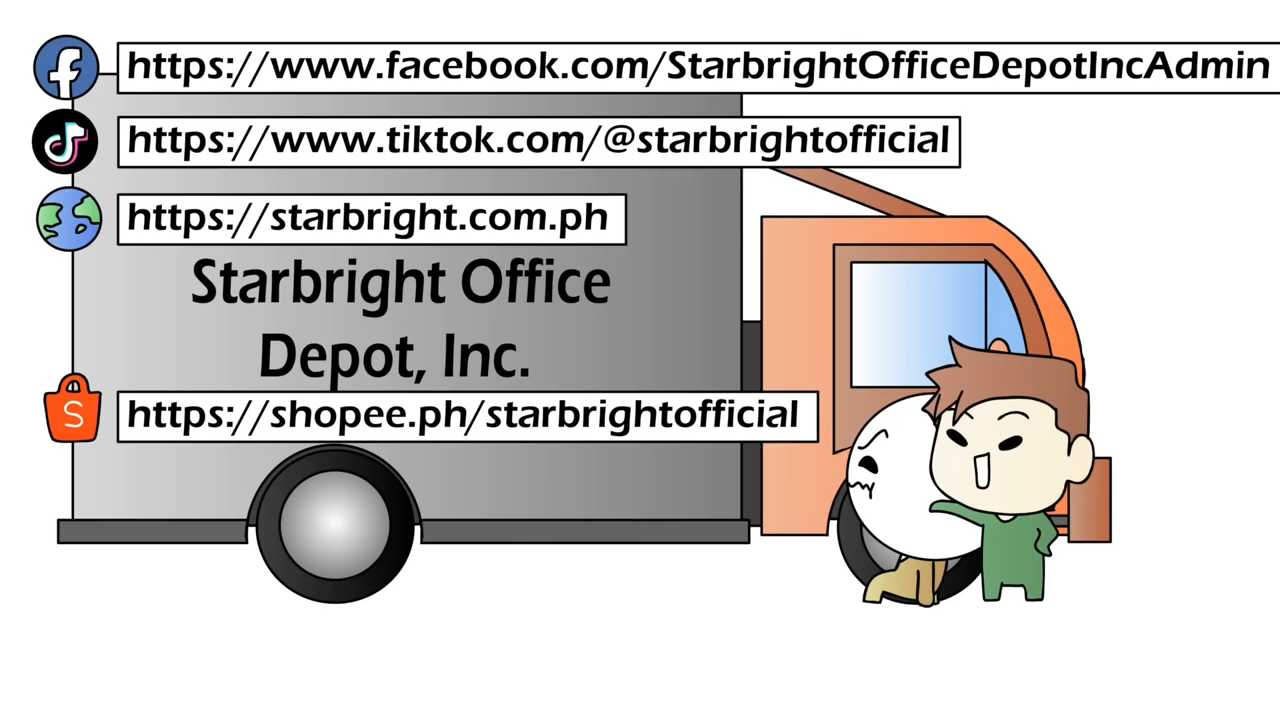 https://www.facebook.com/StarbrightOfficeDepotIncAdmin
https://www.tiktok.com/@starbrightofficial
https://starbright.com.ph
Starbright Office
Depot, Inc.
S
https://shopee.ph/starbrightofficial